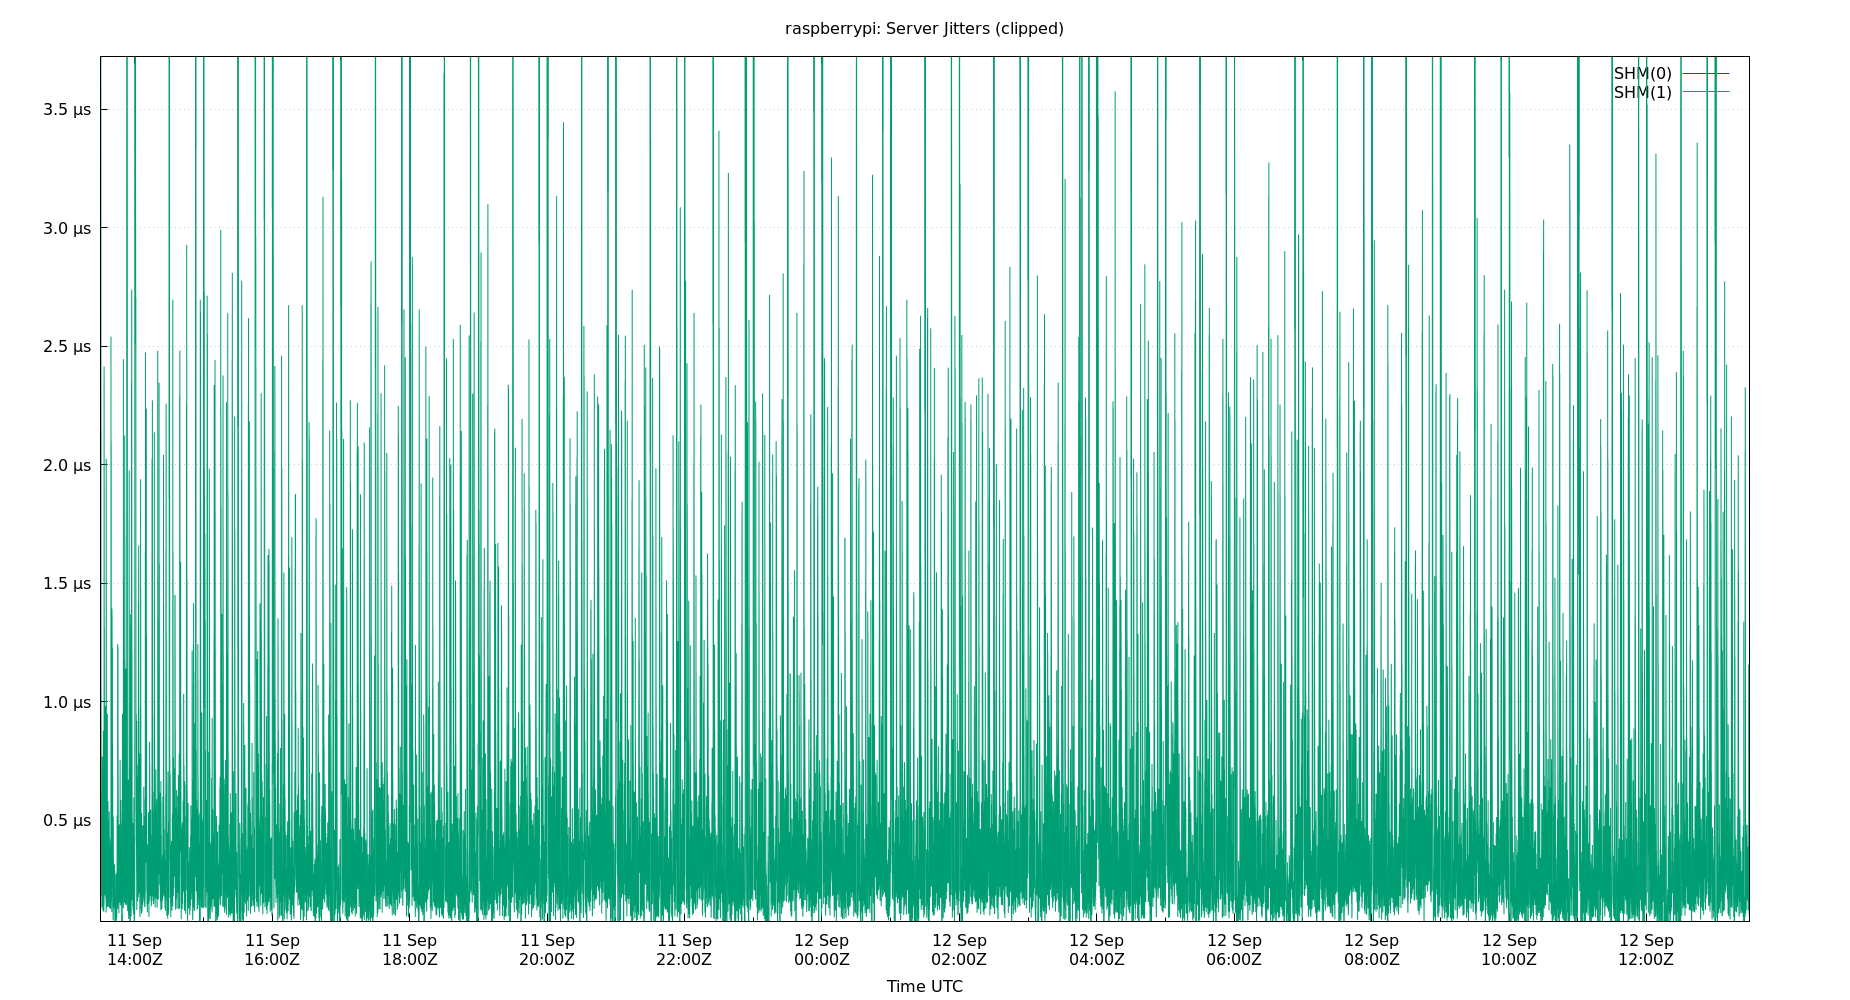 raspberrypi: Server Jitters (clipped)
SHM(0)
SHM(1)
3.5 µs
3.0 µs
2.5 µs
2.0 µs
1.5 µs
1.0 µs
0.5 µs
11 Sep 11 Sep 11 Sep 11 Sep 11 Sep 12 Sep 12 Sep 12 Sep 12 Sep 12 Sep 12 Sep 12 Sep
14:00Z 16:00Z 18:00Z 20:00Z 22:00Z 00:00Z 02:00Z 04:00Z 06:00Z 08:00Z 10:00Z 12:00Z
Time UTC